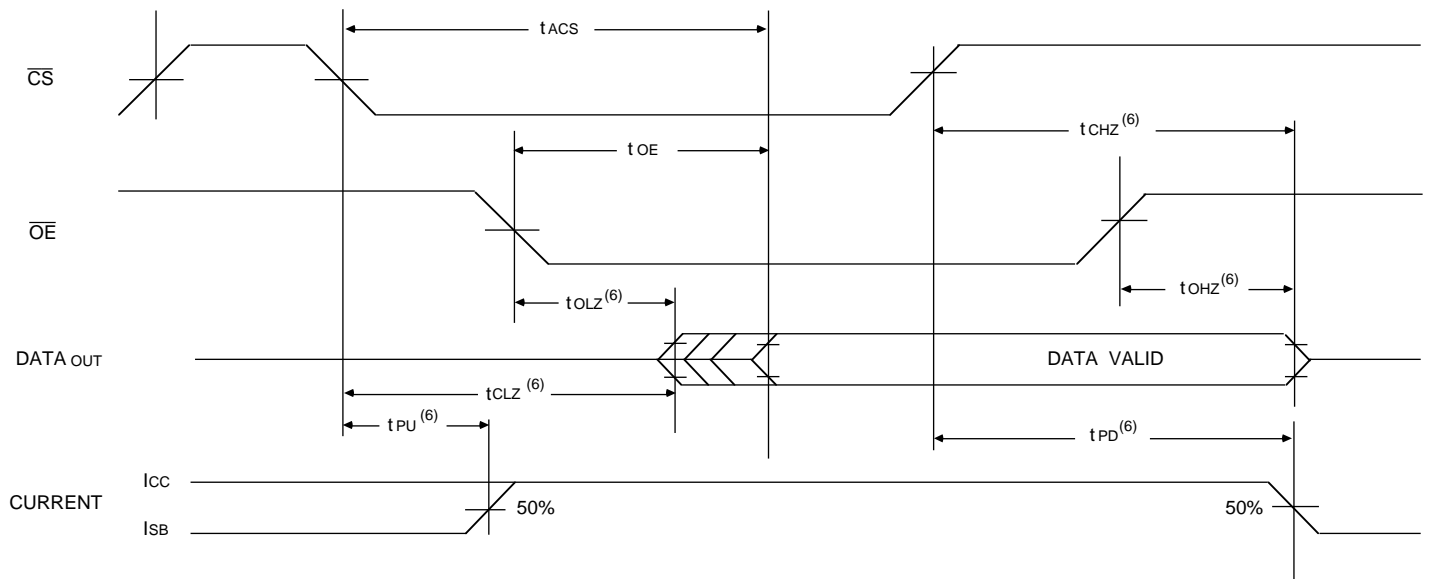 tACS
CS
tCHZ(6)
tOE
OE
tOLZ(6)
tOHZ(6)
DATA OUT
DATA VALID
tCLZ(6)
tPU(6)
tPD(6)
ICC
CURRENT
50%
50%
ISB